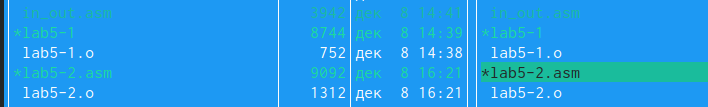 in_out.asm 3942 дек 8 14:41 in_out.asm
*lab5-1 8744 дек 8 14:39 *lab5-1
lab5-1.o 752 дек 8 14:38 lab5-1.o
*lab5-2.asm 9092 дек 8 16:21 *lab5-2.asm
lab5-2.o 1312 дек 8 16:21 lab5-2.o